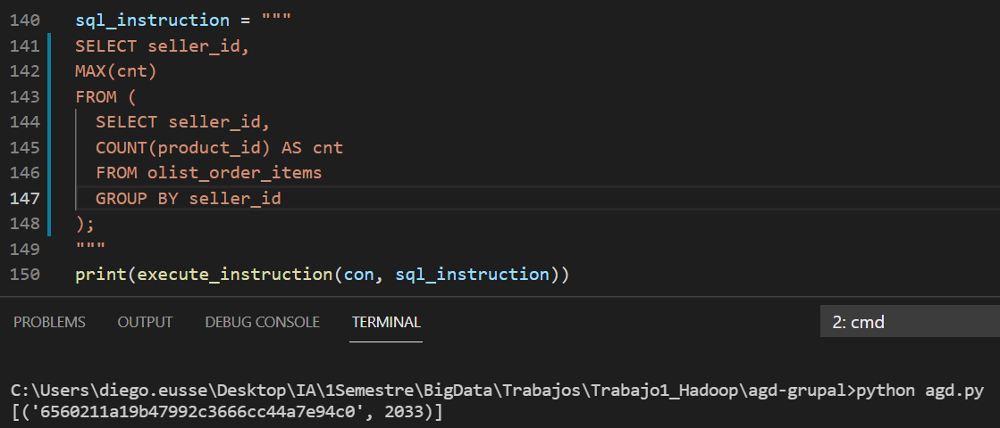 140 sql_instruction = """
141 SELECT seller_id,
142 MAX(cnt)
143 FROM (
144   SELECT seller_id,
145   COUNT(product_id) AS cnt
146   FROM olist_order_items
147   GROUP BY seller_id
148 );
149 """
150 print(execute_instruction(con, sql_instruction))
PROBLEMS OUTPUT DEBUG CONSOLE TERMINAL 2: cmd
C:\Users\diego.eusse\Desktop\IA\1Semestre\BigData\Trabajos\Trabajo1_Hadoop\agd-grupal>python agd.py
[('6560211a19b47992c3666cc44a7e94c0', 2033)]